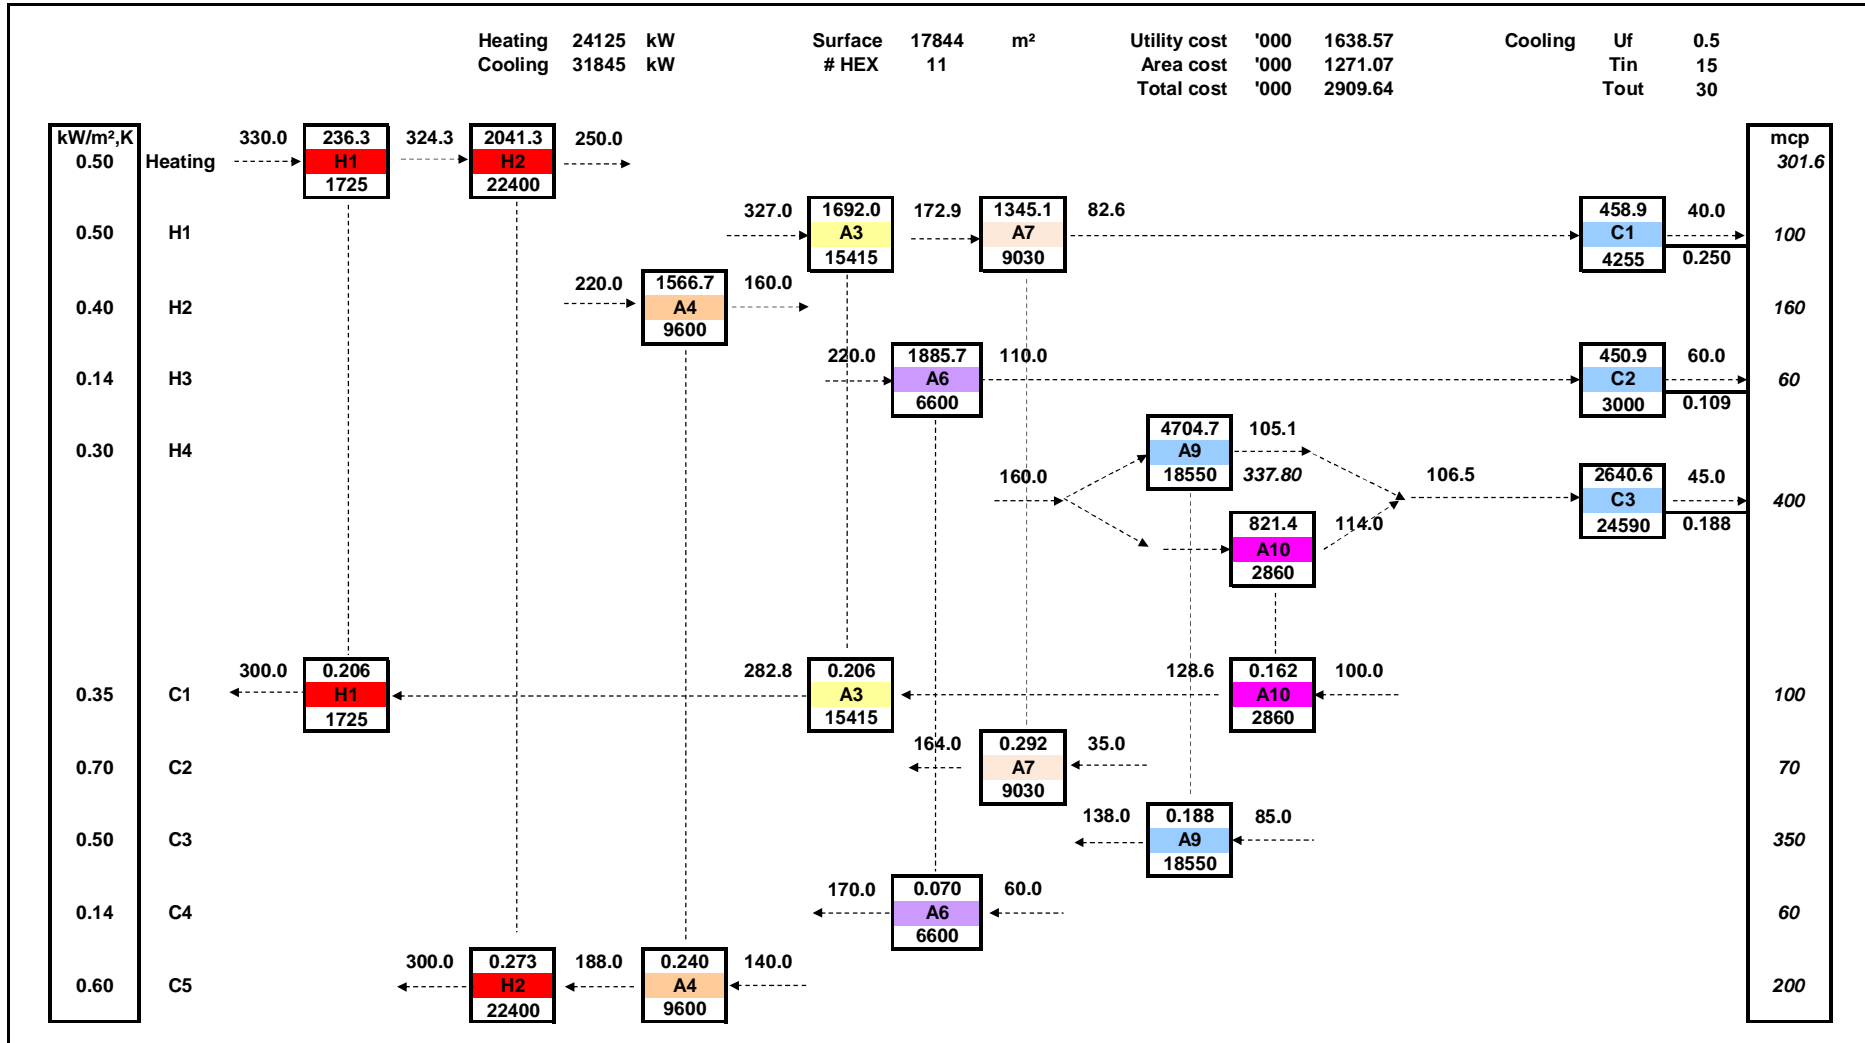 Heating 24125 kW Surface 17844 m² Utility cost '000 1638.57 Cooling Uf 0.5
Cooling 31845 kW # HEX 11 Area cost '000 1271.07 Tin 15
Total cost '000 2909.64 Tout 30
kW/m²,K 330.0 236.3 324.3 2041.3 250.0 mcp
0.50 Heating H1 H2 301.6
1725 22400
327.0 1692.0 172.9 1345.1 82.6 458.9 40.0
0.50 H1 A3 A7 C1 100
15415 9030 4255 0.250
220.0 1566.7 160.0
0.40 H2 A4 160
9600
220.0 1885.7 110.0 450.9 60.0
0.14 H3 A6 C2 60
6600 3000 0.109
4704.7 105.1
0.30 H4 A9
160.0 18550 337.80 106.5 2640.6 45.0
C3 400
821.4 114.0 24590 0.188
A10
2860
300.0 0.206 282.8 0.206 128.6 0.162 100.0
0.35 C1 H1 A3 A10 100
1725 15415 2860
164.0 0.292 35.0
0.70 C2 A7 70
9030
138.0 0.188 85.0
0.50 C3 A9 350
18550
170.0 0.070 60.0
0.14 C4 A6 60
6600
300.0 0.273 188.0 0.240 140.0
0.60 C5 H2 A4 200
22400 9600